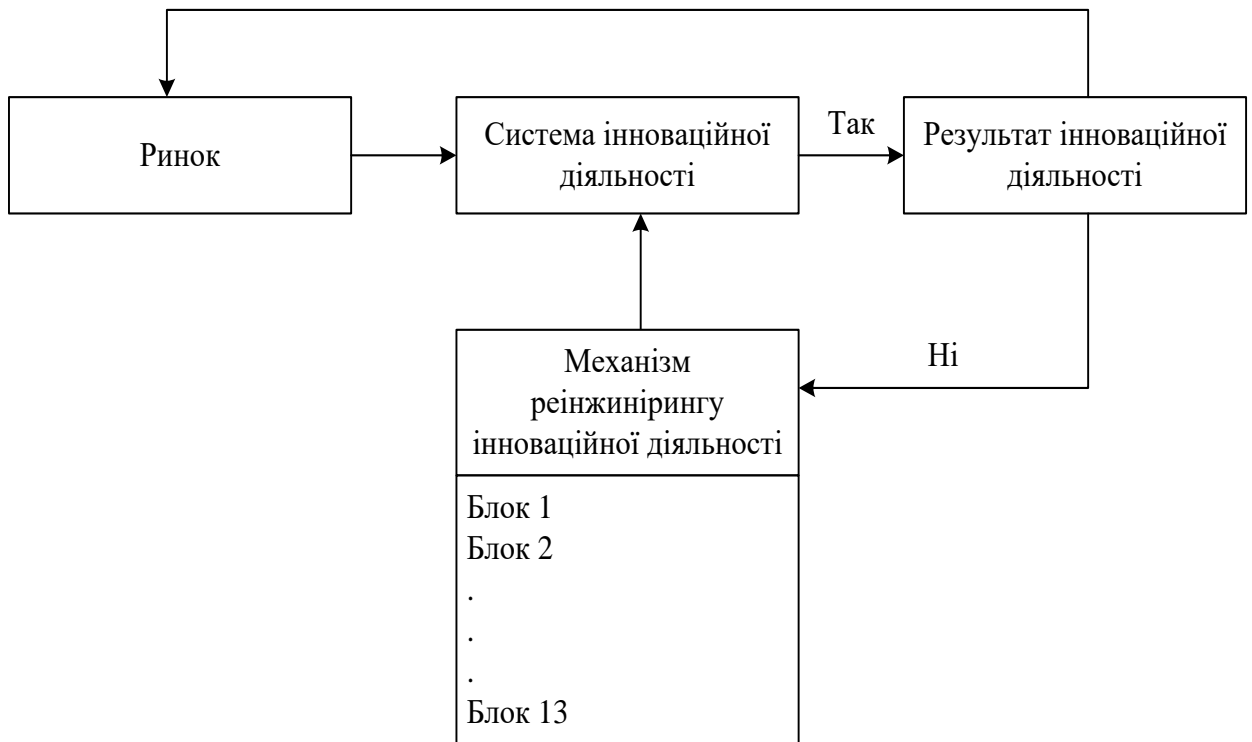 Ринок
Система інноваційної
діяльності
Так
Результат інноваційної
діяльності
Механізм
реінжинірингу
інноваційної діяльності
Ні
Блок 1
Блок 2
.
.
.
Блок 13